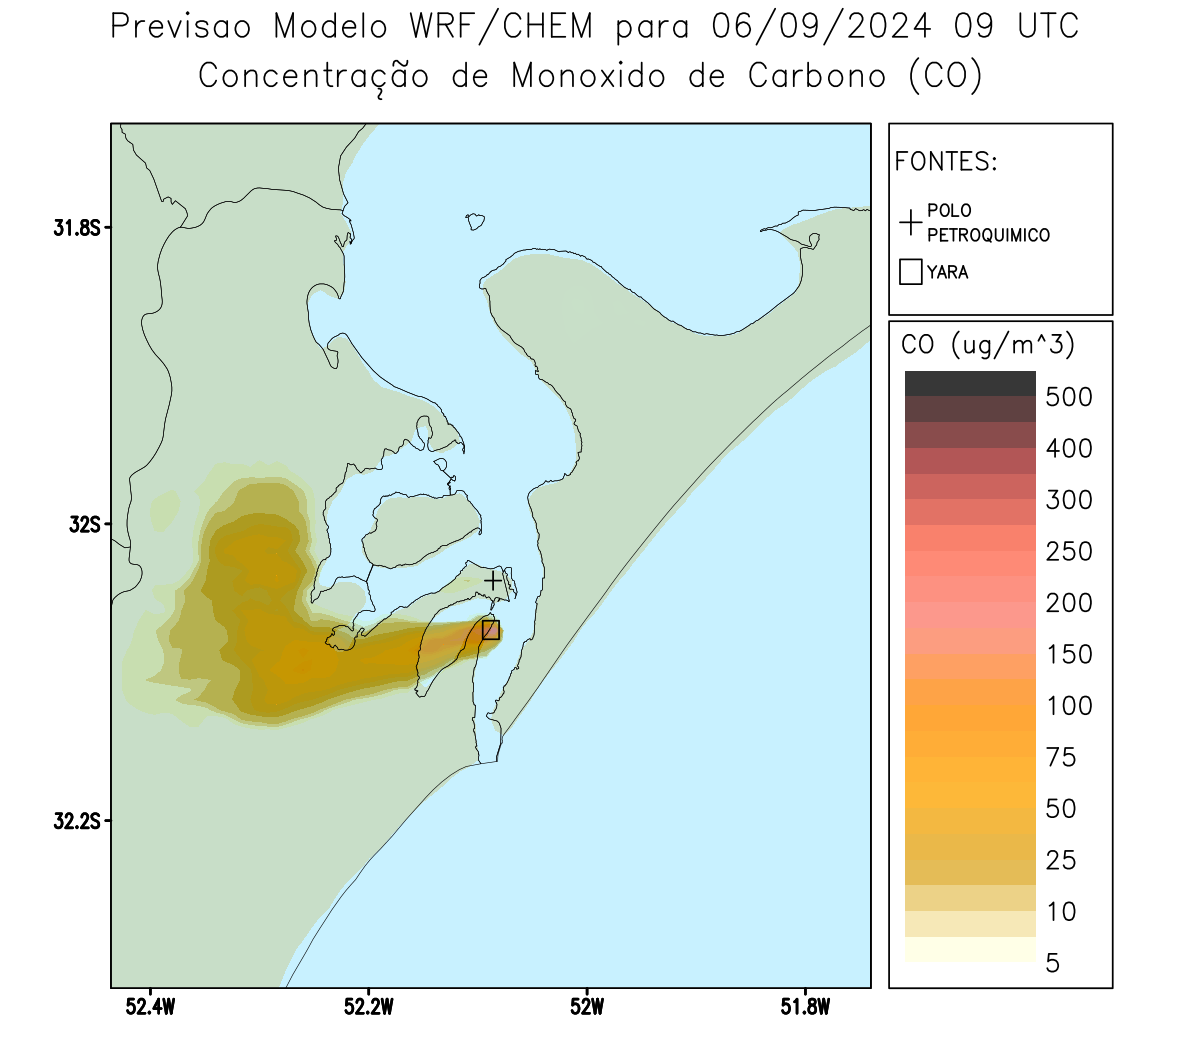 Previsao Modelo WRF/CHEM para 06/09/2024 09 UTC
Concentração de Monoxido de Carbono (CO)
FONTES:
POLO
PETROQUIMICO
YARA
CO (ug/m^3)
500
400
300
250
200
150
100
75
50
25
10
5
31.8S
32S
32.2S
52.4W
52.2W
52W
51.8W